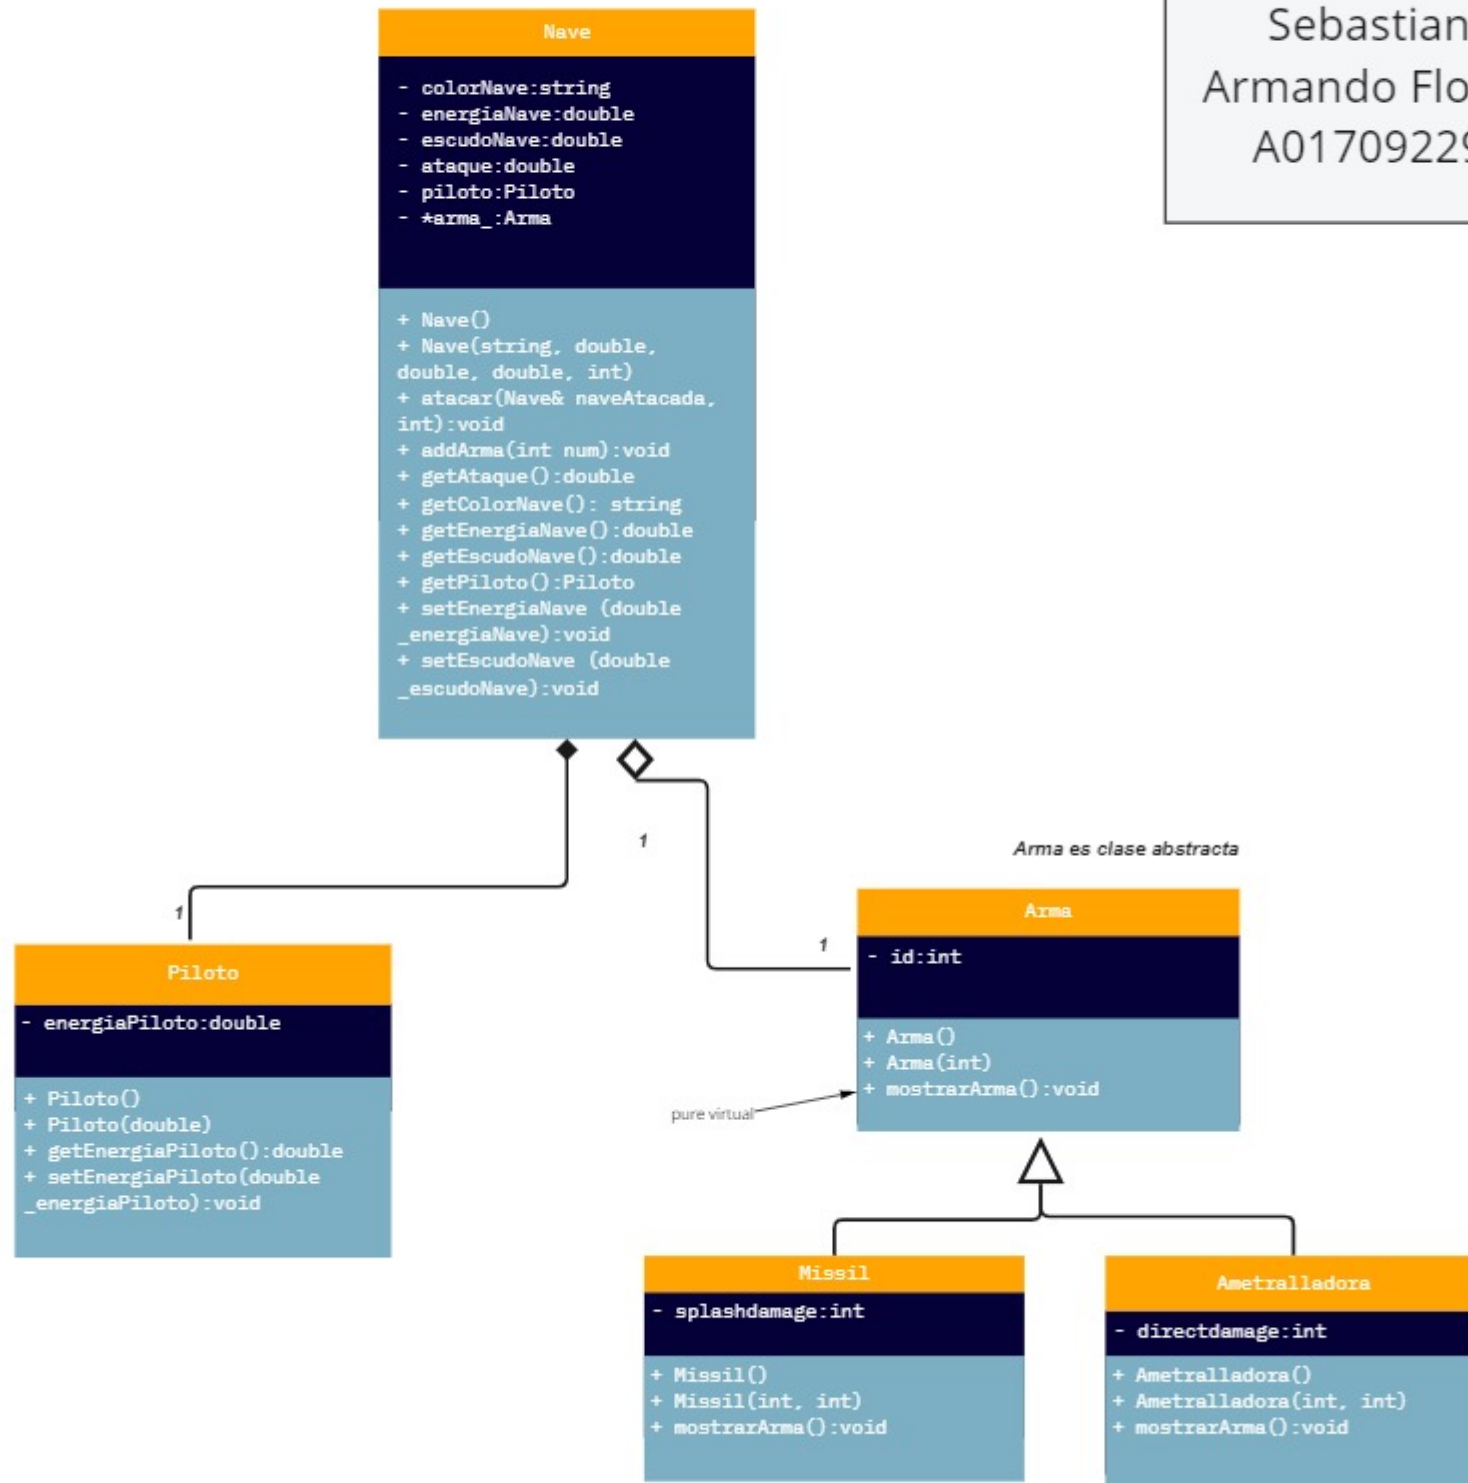 Sebastian
Armando Flo
A01709229
Nave
- colorNave:string
- energiaNave:double
- escudoNave:double
- ataque:double
- piloto:Piloto
- *arma_:Arma
+ Nave()
+ Nave(string, double,
double, double, int)
+ atacar(Nave& naveAtacada,
int):void
+ addArma(int num):void
+ getAtaque():double
+ getColorNave(): string
+ getEnergiaNave():double
+ getEscudoNave():double
+ getPiloto():Piloto
+ setEnergiaNave (double
_energiaNave):void
+ setEscudoNave (double
_escudoNave):void
1
1
1
Arma es clase abstracta
Piloto
- energiaPiloto:double
+ Piloto()
+ Piloto(double)
+ getEnergiaPiloto():double
+ setEnergiaPiloto(double
_energiaPiloto):void
Arma
- id:int
+ Arma()
+ Arma(int)
+ mostrarArma():void
pure virtual
Missil
- splashdamage:int
+ Missil()
+ Missil(int, int)
+ mostrarArma():void
Ametralladora
- directdamage:int
+ Ametralladora()
+ Ametralladora(int, int)
+ mostrarArma():void